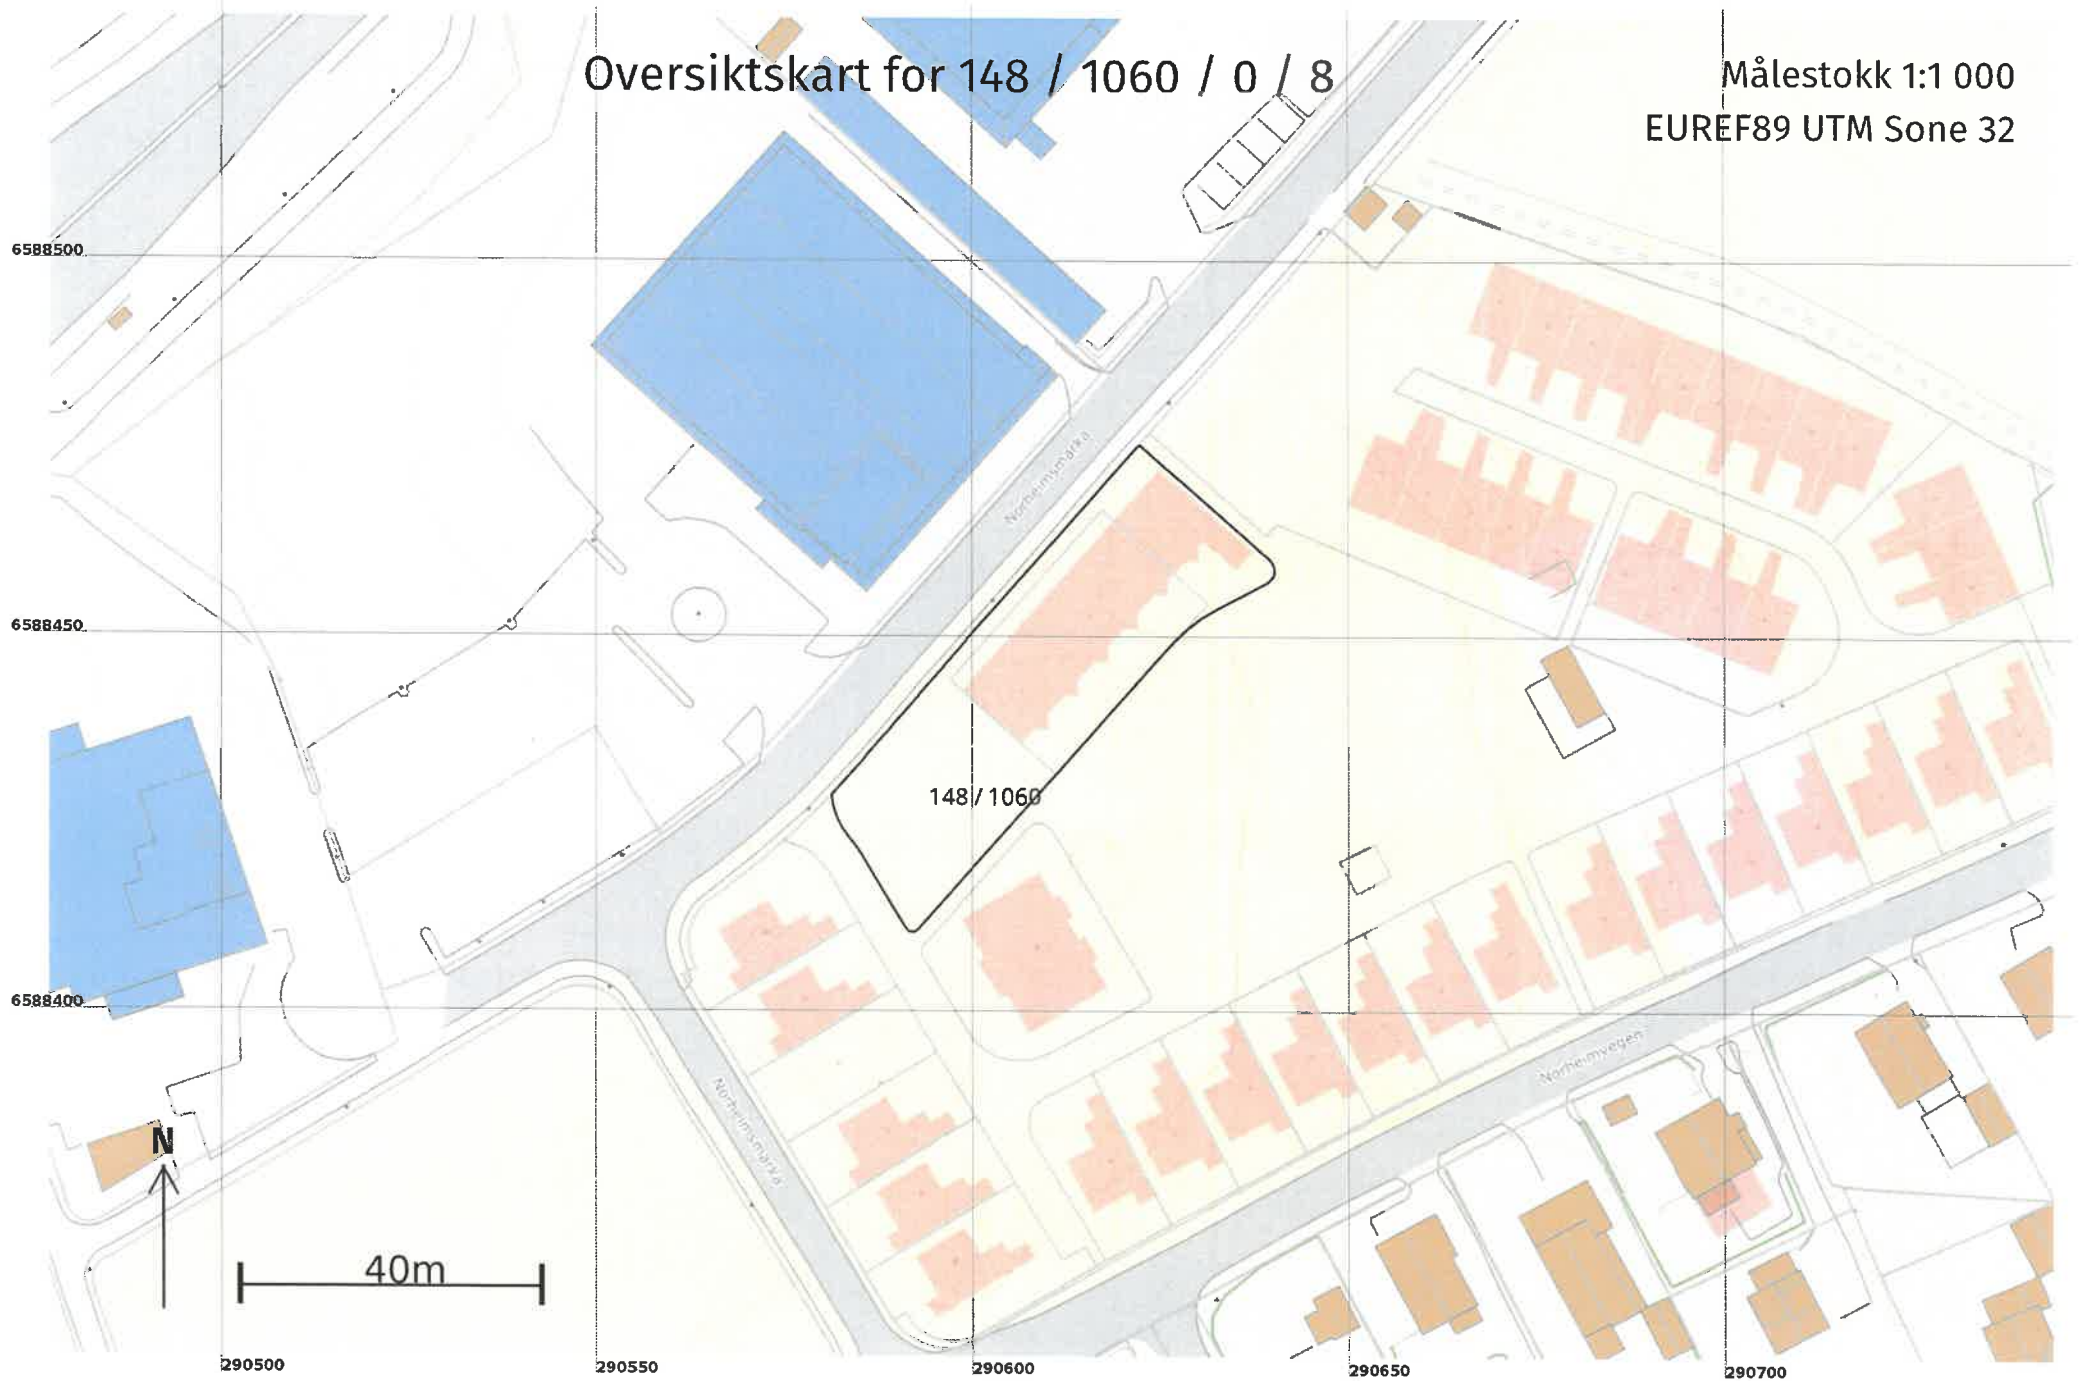 Oversiktskart for 148 / 1060 / 0 / 8
Målestokk 1:1 000
EUREF89 UTM Sone 32
6588500
Norheimsmarka
6588450
148 / 1060
6588400
Norheimvegen
Norheimsmarka
N
40m
290500
290550
290600
290650
290700